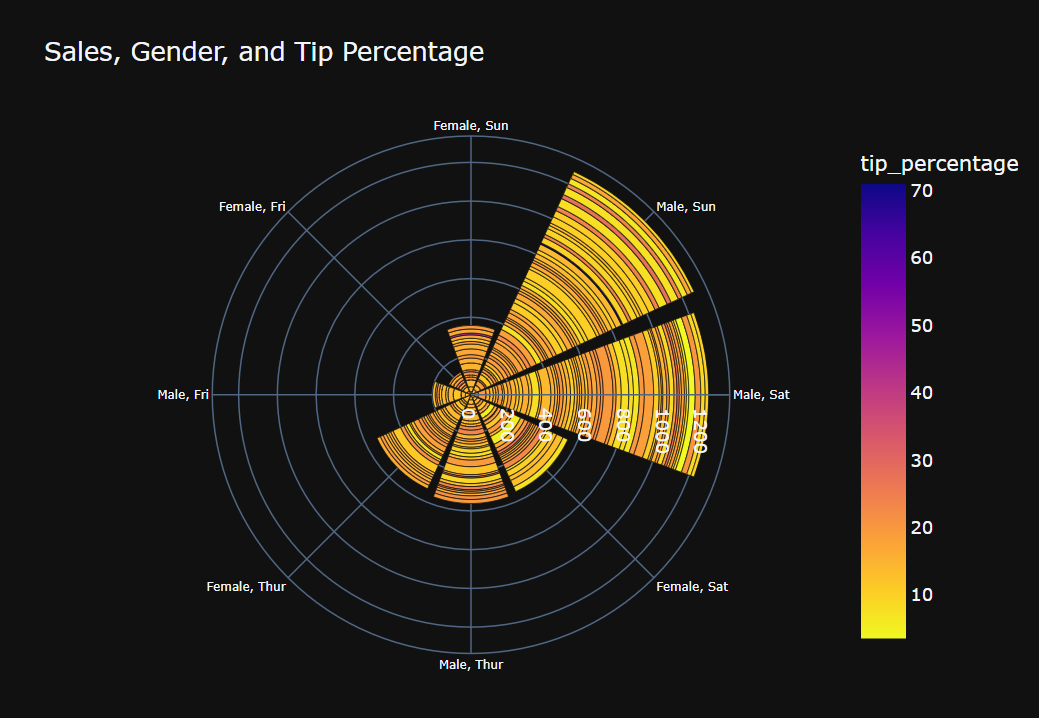 Sales, Gender, and Tip Percentage
Female, Sun
tip_percentage
70
Female, Fri
Male, Sun
60
50
Male, Fri
Male, Sat
40
0
200
400
600
800
1000
1200
30
20
Female, Thur
Female, Sat
10
Male, Thur